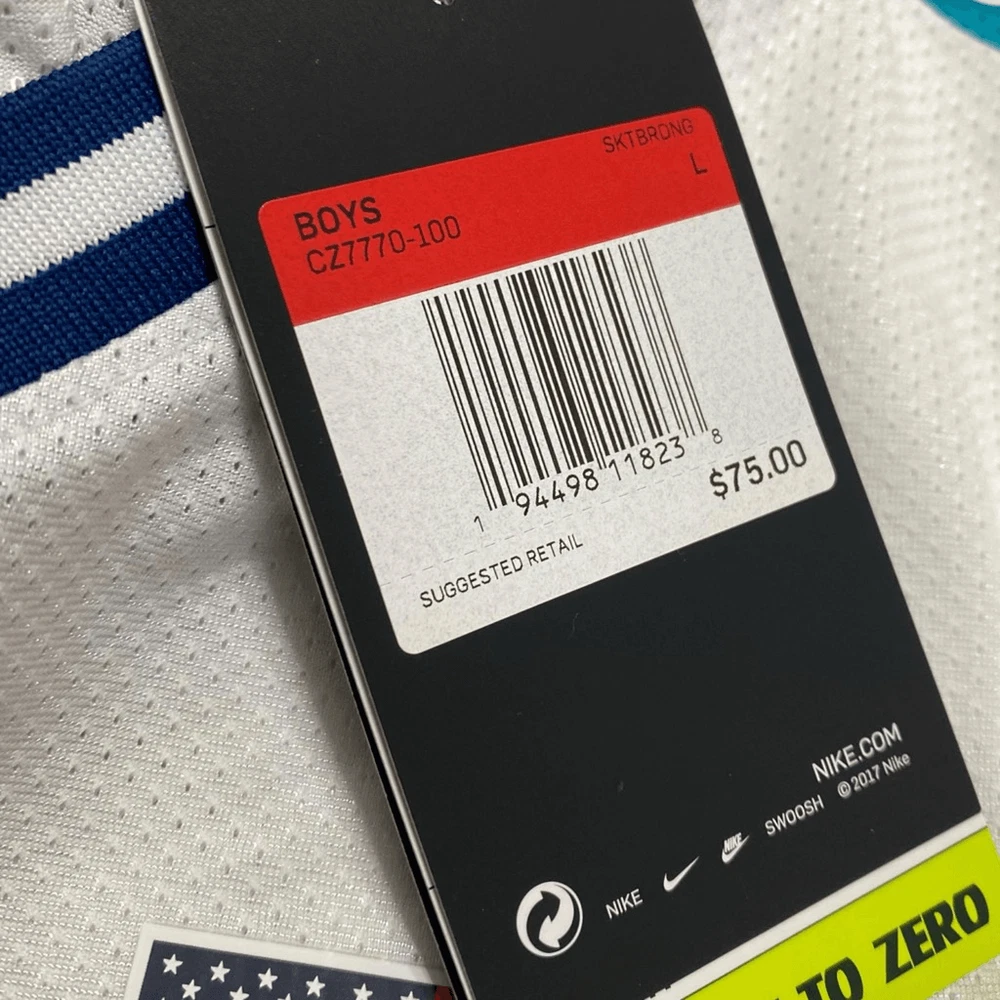 SKTBRONG
L
BOYS
CZ7770-100
1 94498 11823 8
$75.00
SUGGESTED RETAIL
NIKE.COM
NIKE NIKE SWOOSH ©2017 Nike
TO ZERO